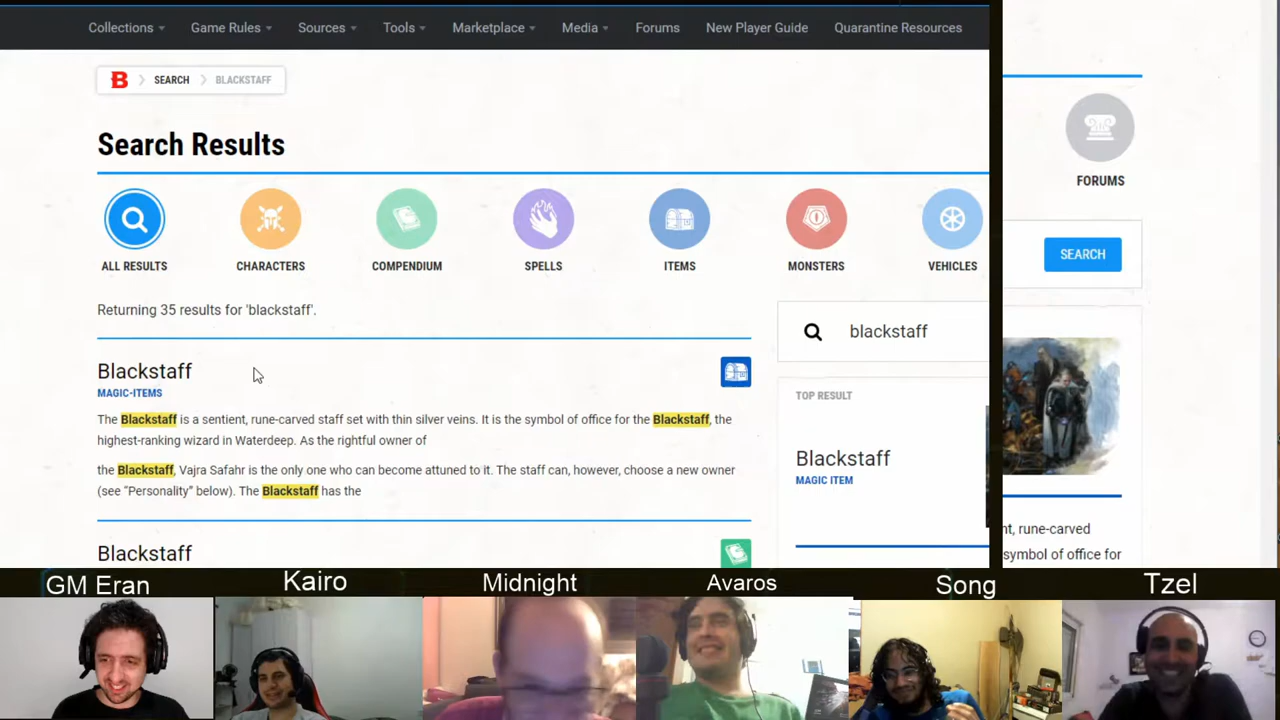 Collections Game Rules Sources Tools Marketplace Media Forums New Player Guide Quarantine Resources
B SEARCH BLACKSTAFF
Search Results
ALL RESULTS CHARACTERS COMPENDIUM SPELLS ITEMS MONSTERS VEHICLES
FORUMS
SEARCH
Returning 35 results for 'blackstaff'.
blackstaff
Blackstaff
MAGIC-ITEMS
The Blackstaff is a sentient, rune-carved staff set with thin silver veins. It is the symbol of office for the Blackstaff, the
highest-ranking wizard in Waterdeep. As the rightful owner of
the Blackstaff, Vajra Safahr is the only one who can become attuned to it. The staff can, however, choose a new owner
(see “Personality” below). The Blackstaff has the
Blackstaff
TOP RESULT
Blackstaff
MAGIC ITEM
nt, rune-carved
symbol of office for
GM Eran Kairo Midnight Avaros Song Tzel